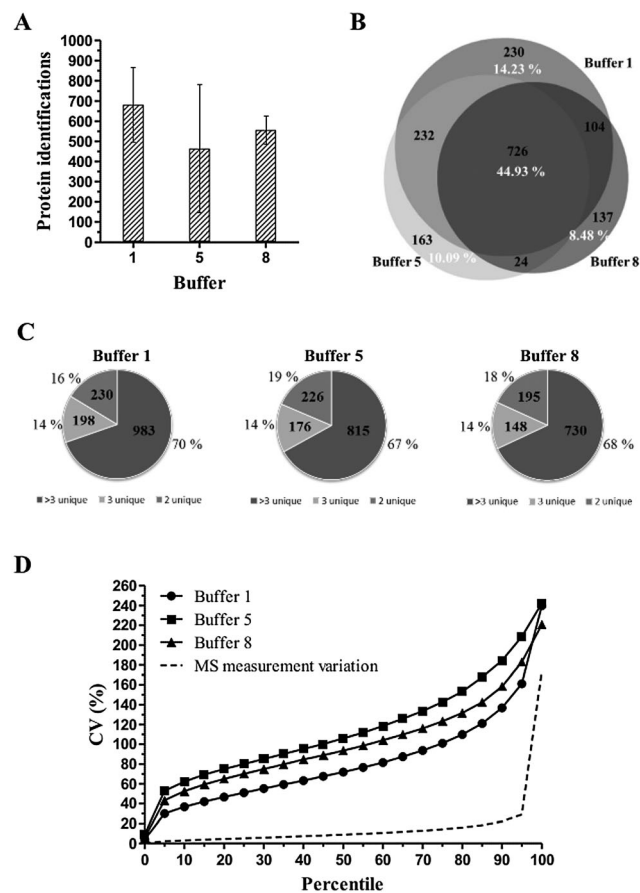 A
Protein identifications
1000
900
800
700
600
500
400
300
200
100
0
1 5 8
Buffer
B
230
14.23 %
Buffer 1
232
104
726
44.93 %
137
8.48 %
163
10.09 %
24
Buffer 5
Buffer 8
C
Buffer 1
16 %
230
14 %
198
983
70 %
>3 unique 3 unique 2 unique
Buffer 5
19 %
226
14 %
176
815
67 %
>3 unique 3 unique 2 unique
Buffer 8
18 %
195
14 %
148
730
68 %
>3 unique 3 unique 2 unique
D
CV (%)
260
240
220
200
180
160
140
120
100
80
60
40
20
0
Buffer 1
Buffer 5
Buffer 8
MS measurement variation
0 10 20 30 40 50 60 70 80 90 100
Percentile